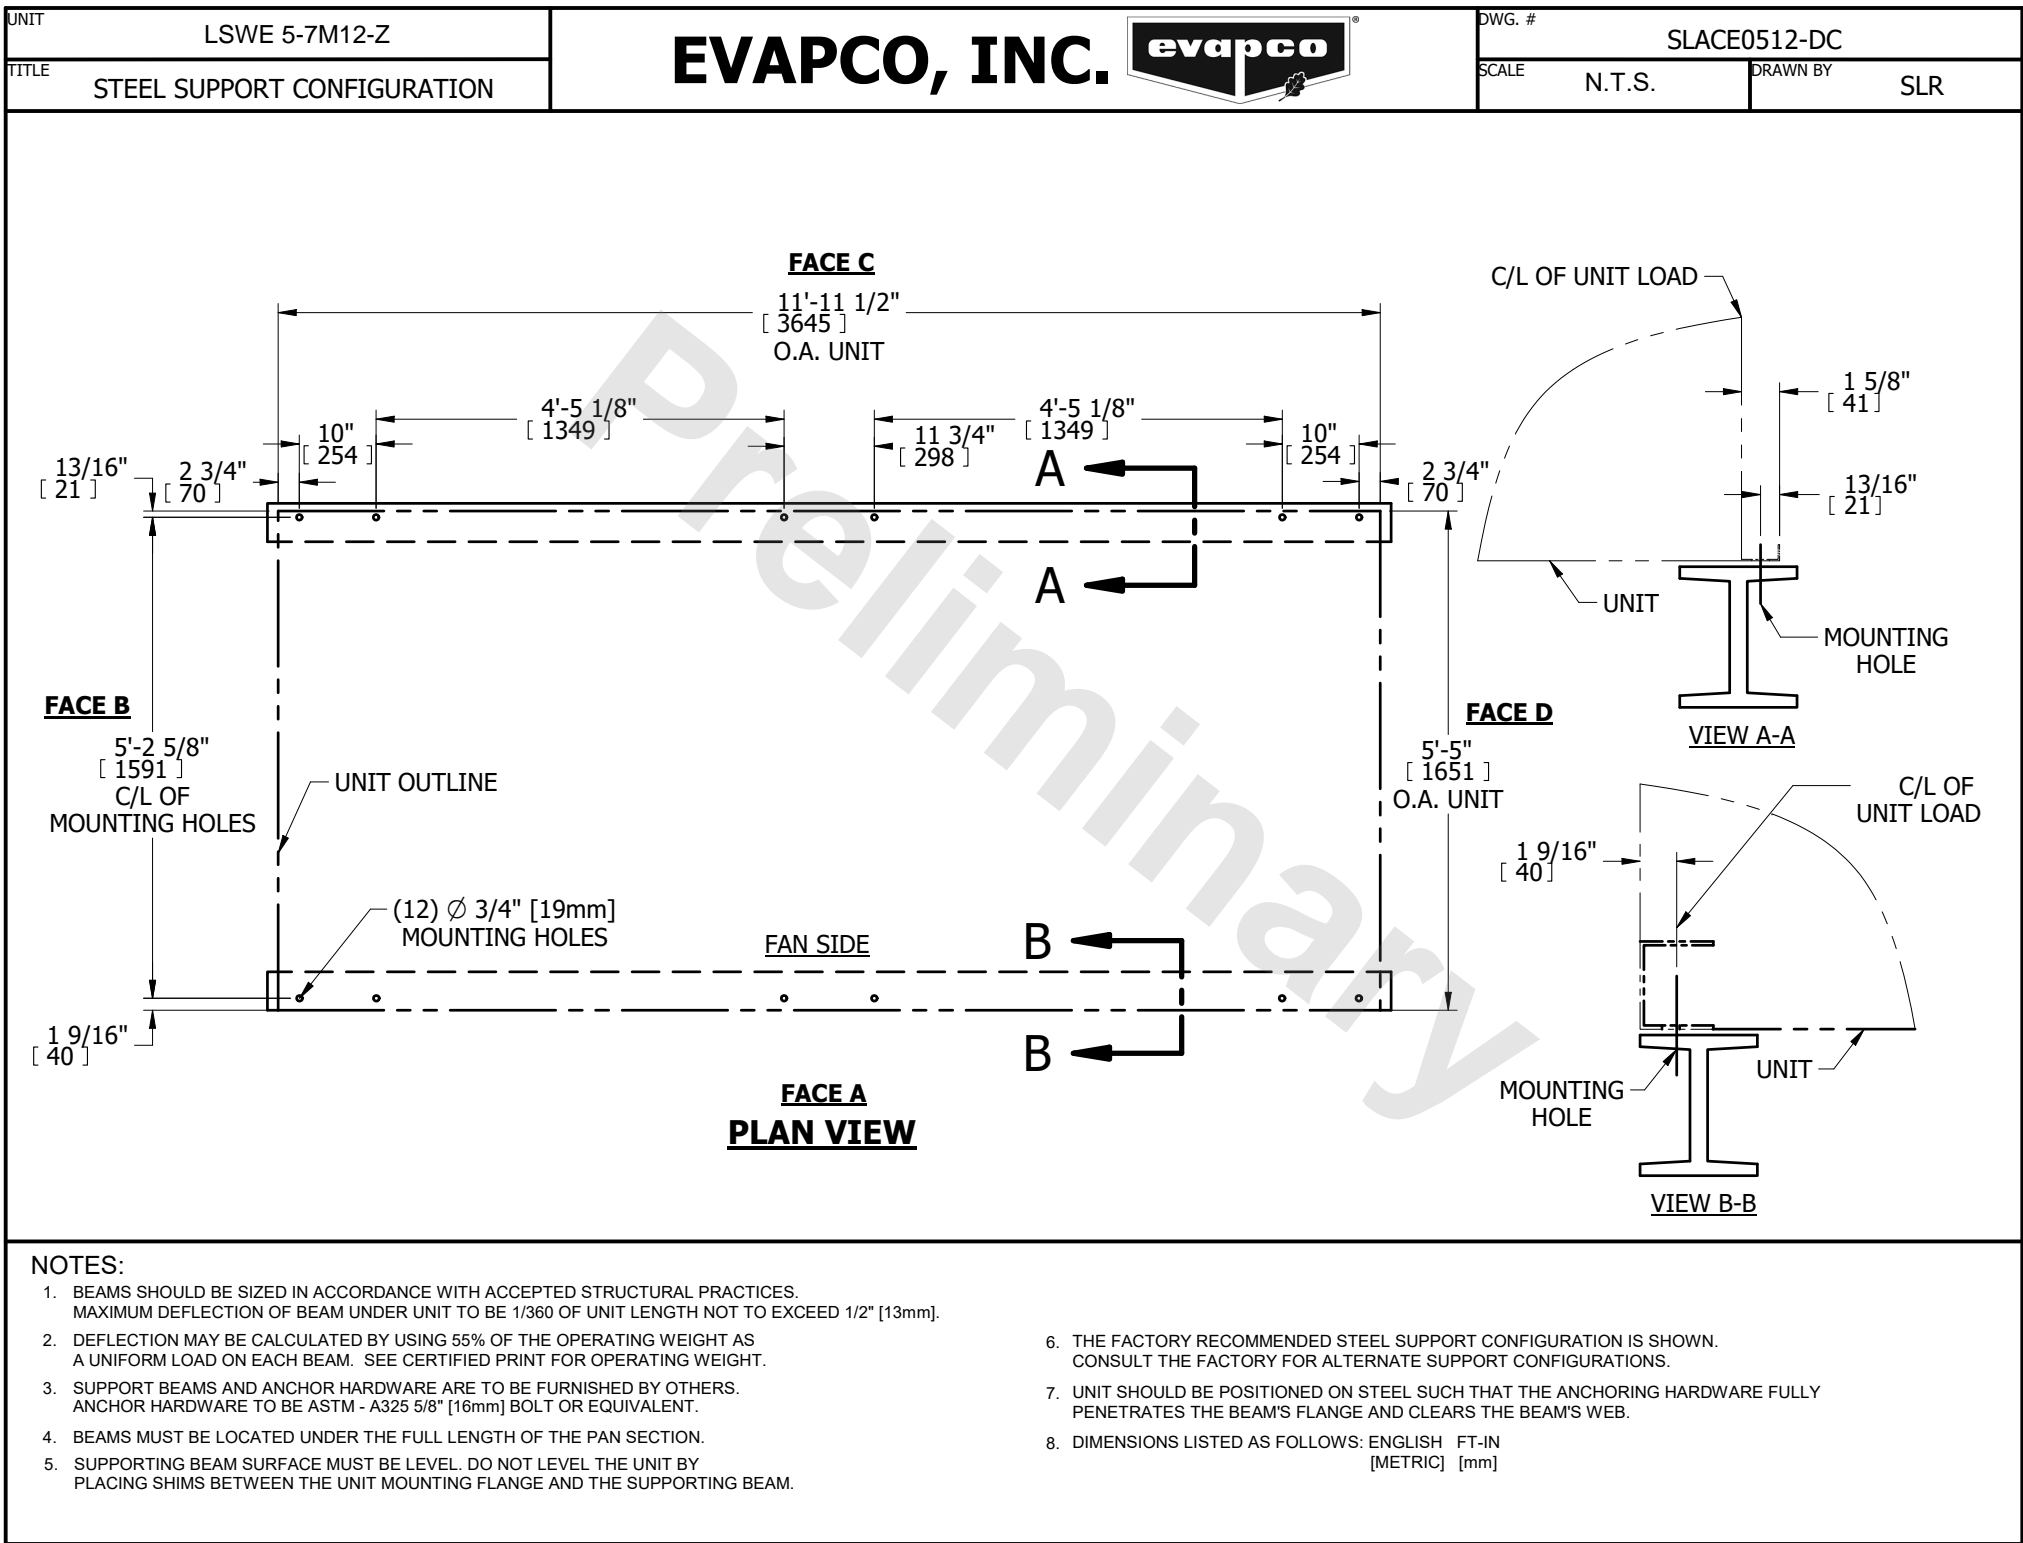 UNIT
LSWE 5-7M12-Z
TITLE
STEEL SUPPORT CONFIGURATION
EVAPCO, INC.
evapco
®
DWG. #
SLACE0512-DC
SCALE
N.T.S.
DRAWN BY
SLR
FACE C
11'-11 1/2"
[ 3645 ]
O.A. UNIT
4'-5 1/8"
[ 1349 ]
4'-5 1/8"
[ 1349 ]
10"
[ 254 ]
11 3/4"
[ 298 ]
10"
[ 254 ]
13/16"
[ 21 ]
2 3/4"
[ 70 ]
2 3/4"
[ 70 ]
A
A
FACE B
5'-2 5/8"
[ 1591 ]
C/L OF
MOUNTING HOLES
UNIT OUTLINE
FACE D
5'-5"
[ 1651 ]
O.A. UNIT
(12) ∅ 3/4" [19mm]
MOUNTING HOLES
FAN SIDE
B
B
1 9/16"
[ 40 ]
FACE A
PLAN VIEW
Preliminary
C/L OF UNIT LOAD
1 5/8"
[ 41 ]
13/16"
[ 21 ]
UNIT
MOUNTING
HOLE
VIEW A-A
C/L OF
UNIT LOAD
1 9/16"
[ 40 ]
UNIT
MOUNTING
HOLE
VIEW B-B
NOTES:
1. BEAMS SHOULD BE SIZED IN ACCORDANCE WITH ACCEPTED STRUCTURAL PRACTICES.
MAXIMUM DEFLECTION OF BEAM UNDER UNIT TO BE 1/360 OF UNIT LENGTH NOT TO EXCEED 1/2" [13mm].
2. DEFLECTION MAY BE CALCULATED BY USING 55% OF THE OPERATING WEIGHT AS
A UNIFORM LOAD ON EACH BEAM. SEE CERTIFIED PRINT FOR OPERATING WEIGHT.
3. SUPPORT BEAMS AND ANCHOR HARDWARE ARE TO BE FURNISHED BY OTHERS.
ANCHOR HARDWARE TO BE ASTM - A325 5/8" [16mm] BOLT OR EQUIVALENT.
4. BEAMS MUST BE LOCATED UNDER THE FULL LENGTH OF THE PAN SECTION.
5. SUPPORTING BEAM SURFACE MUST BE LEVEL. DO NOT LEVEL THE UNIT BY
PLACING SHIMS BETWEEN THE UNIT MOUNTING FLANGE AND THE SUPPORTING BEAM.
6. THE FACTORY RECOMMENDED STEEL SUPPORT CONFIGURATION IS SHOWN.
CONSULT THE FACTORY FOR ALTERNATE SUPPORT CONFIGURATIONS.
7. UNIT SHOULD BE POSITIONED ON STEEL SUCH THAT THE ANCHORING HARDWARE FULLY
PENETRATES THE BEAM'S FLANGE AND CLEARS THE BEAM'S WEB.
8. DIMENSIONS LISTED AS FOLLOWS: ENGLISH FT-IN
[METRIC] [mm]